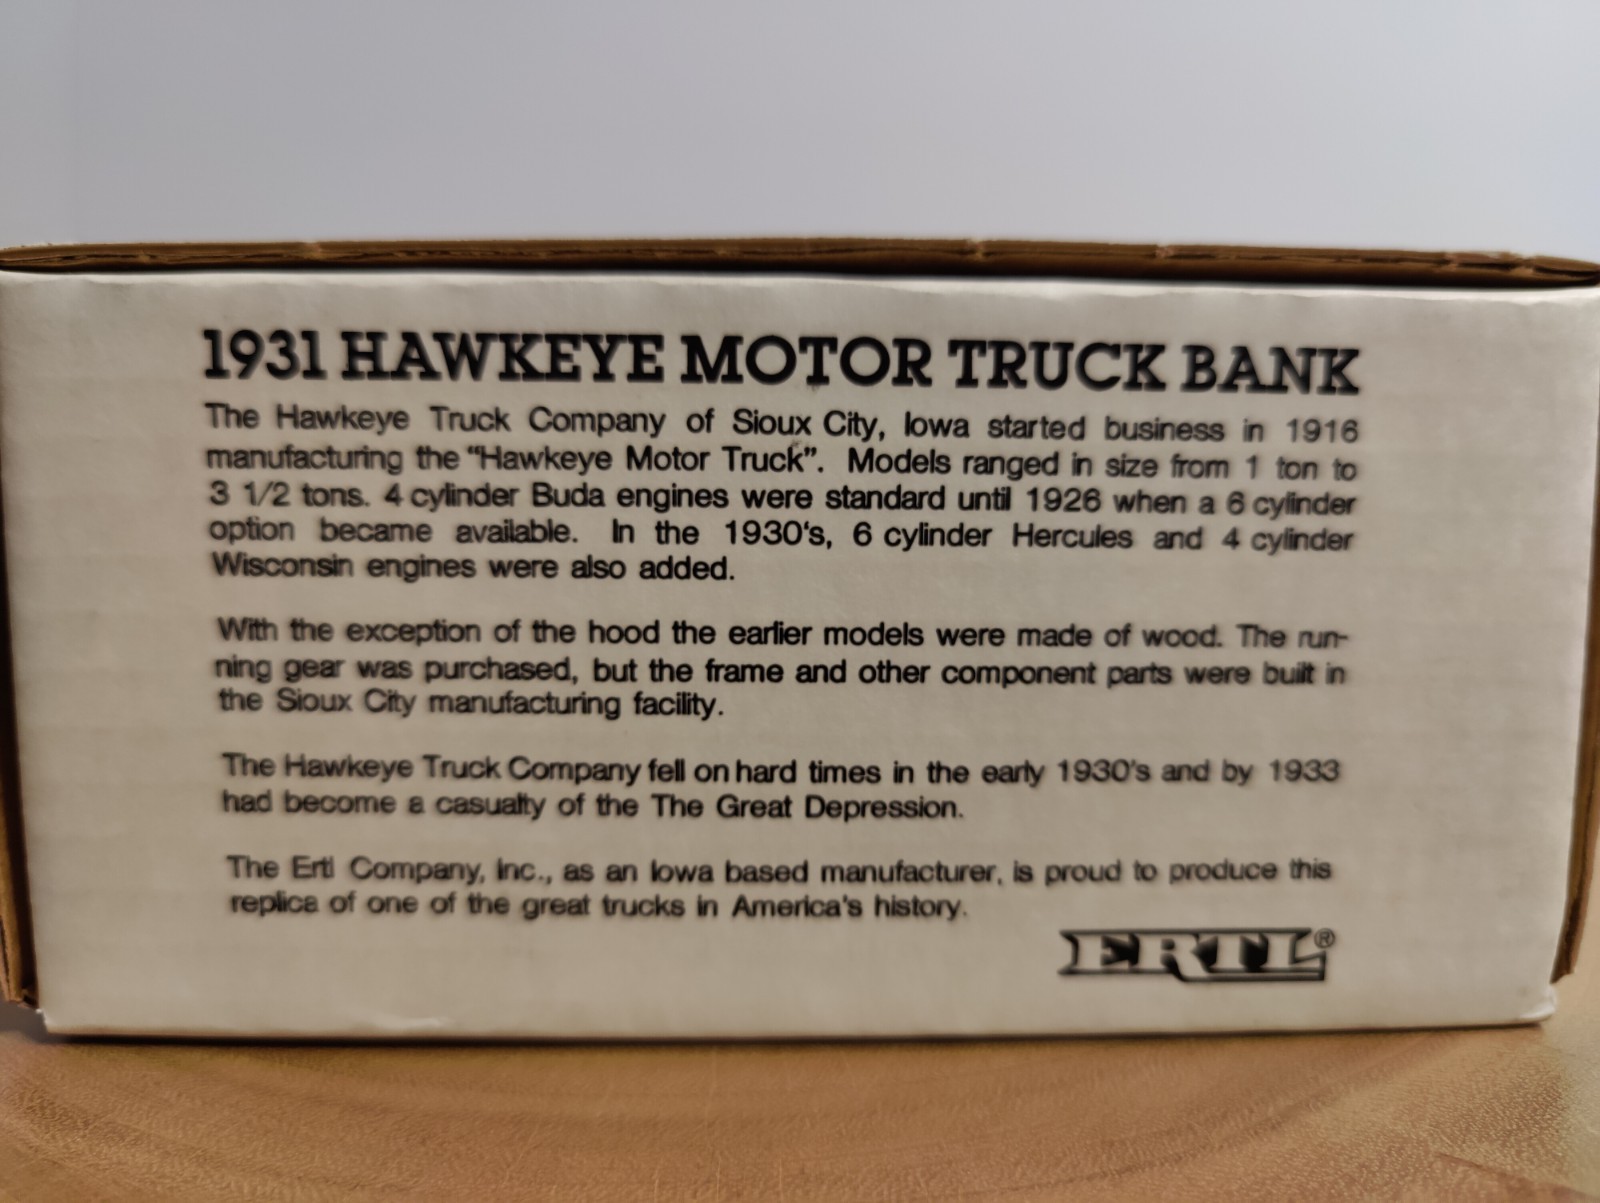 1931 HAWKEYE MOTOR TRUCK BANK
The Hawkeye Truck Company of Sioux City, Iowa started business in 1916
manufacturing the “Hawkeye Motor Truck”. Models ranged in size from 1 ton to
3 1/2 tons. 4 cylinder Buda engines were standard until 1926 when a 6 cylinder
option became available. In the 1930‘s, 6 cylinder Hercules and 4 cylinder
Wisconsin engines were also added.
With the exception of the hood the earlier models were made of wood. The run-
ning gear was purchased, but the frame and other component parts were built in
the Sioux City manufacturing facility.
The Hawkeye Truck Company fell on hard times in the early 1930's and by 1933
had become a casualty of the The Great Depression.
The Ertl Company, Inc., as an Iowa based manufacturer, is proud to produce this
replica of one of the great trucks in America's history.
ERTL®